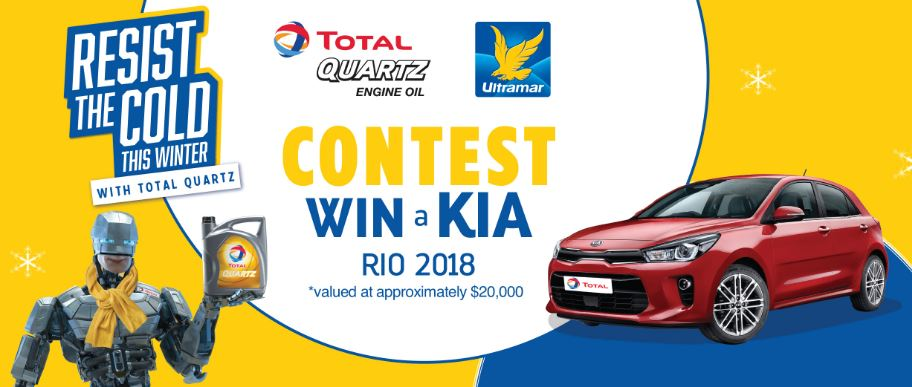 RESIST
THE COLD
THIS WINTER
WITH TOTAL QUARTZ
TOTAL
QUARTZ
ENGINE OIL
Ultramar
CONTEST
WIN a KIA
RIO 2018
*valued at approximately $20,000
TOTAL
QUARTZ
TOTAL